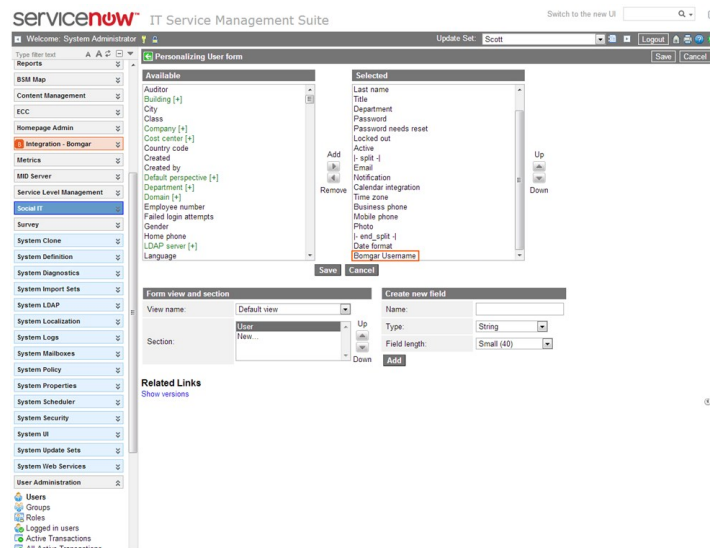 servicenow™ IT Service Management Suite
Switch to the new UI
Welcome: System Administrator
Update Set: Scott
Logout
Type filter text A A
Personalizing User form
Save Cancel
Reports
BSM Map
Content Management
ECC
Homepage Admin
Integration - Bomgar
Metrics
MID Server
Service Level Management
Social IT
Survey
System Clone
System Definition
System Diagnostics
System Import Sets
System LDAP
System Localization
System Logs
System Mailboxes
System Policy
System Properties
System Scheduler
System Security
System UI
System Update Sets
System Web Services
User Administration
Users
Groups
Roles
Logged in users
Active Transactions
All Active Transactions
Available
Auditor
Building [+]
City
Class
Company [+]
Cost center [+]
Country code
Created
Created by
Default perspective [+]
Department [+]
Domain [+]
Employee number
Failed login attempts
Gender
Home phone
LDAP server [+]
Language
Add
Remove
Selected
Last name
Title
Department
Password
Password needs reset
Locked out
Active
|- split -|
Email
Notification
Calendar integration
Time zone
Business phone
Mobile phone
Photo
|- end_split -|
Date format
Bomgar Username
Up
Down
Save Cancel
Form view and section
View name: Default view
Section:
User
New...
Up
Down
Create new field
Name:
Type: String
Field length: Small (40)
Add
Related Links
Show versions